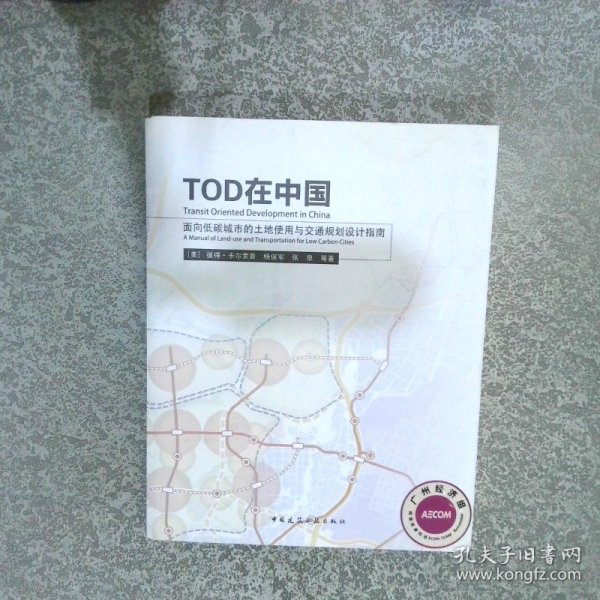 TOD在中国
Transit Oriented Development in China
面向低碳城市的土地使用与交通规划设计指南
A Manual of Land-use and Transportation for Low Carbon Cities
[美] 彼得·卡尔索普 杨保军 张泉 等著
中国建筑工业出版社
广州经济组
AECOM
ECON TEAM
孔夫子旧书网
www.kongfz.com